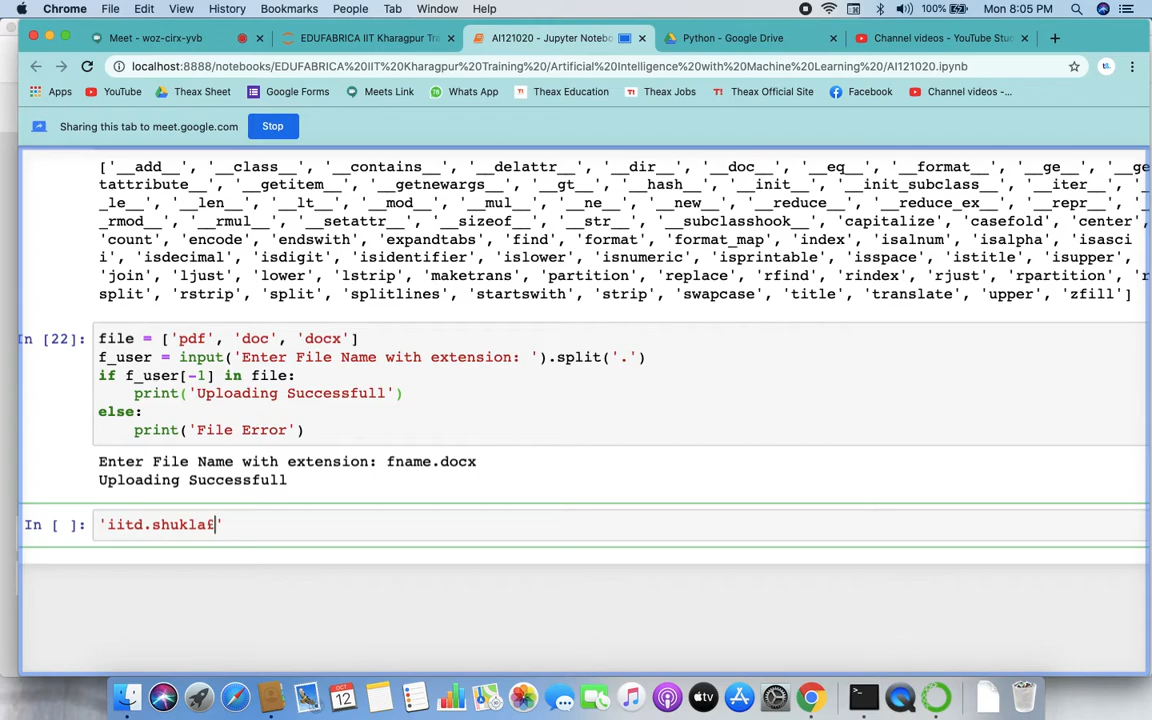 Chrome File Edit View History Bookmarks People Tab Window Help 100% Mon 8:05 PM
Meet - woz-cirx-yvb EDUFABRICA IIT Kharagpur Tra AI121020 - Jupyter Notebo Python - Google Drive Channel videos - YouTube Stu
localhost:8888/notebooks/EDUFABRICA%20IIT%20Kharagpur%20Training%20/Artificial%20Intelligence%20with%20Machine%20Learning%20/AI121020.ipynb
Apps YouTube Theax Sheet Google Forms Meets Link Whats App Theax Education Theax Jobs Theax Official Site Facebook Channel videos -...
Sharing this tab to meet.google.com Stop
['__add__', '__class__', '__contains__', '__delattr__', '__dir__', '__doc__', '__eq__', '__format__', '__ge__', '__ge
tattribute__', '__getitem__', '__getnewargs__', '__gt__', '__hash__', '__init__', '__init_subclass__', '__iter__', '_
_le__', '__len__', '__lt__', '__mod__', '__mul__', '__ne__', '__new__', '__reduce__', '__reduce_ex__', '__repr__', '_
_rmod__', '__rmul__', '__setattr__', '__sizeof__', '__str__', '__subclasshook__', 'capitalize', 'casefold', 'center'
'count', 'encode', 'endswith', 'expandtabs', 'find', 'format', 'format_map', 'index', 'isalnum', 'isalpha', 'isasci
i', 'isdecimal', 'isdigit', 'isidentifier', 'islower', 'isnumeric', 'isprintable', 'isspace', 'istitle', 'isupper',
'join', 'ljust', 'lower', 'lstrip', 'maketrans', 'partition', 'replace', 'rfind', 'rindex', 'rjust', 'rpartition', 'r
split', 'rstrip', 'split', 'splitlines', 'startswith', 'strip', 'swapcase', 'title', 'translate', 'upper', 'zfill']
In [22]: file = ['pdf', 'doc', 'docx']
f_user = input('Enter File Name with extension: ').split('.')
if f_user[-1] in file:
print('Uploading Successfull')
else:
print('File Error')
Enter File Name with extension: fname.docx
Uploading Successfull
In [ ]: 'iitd.shukla£'
OCT 12
tv